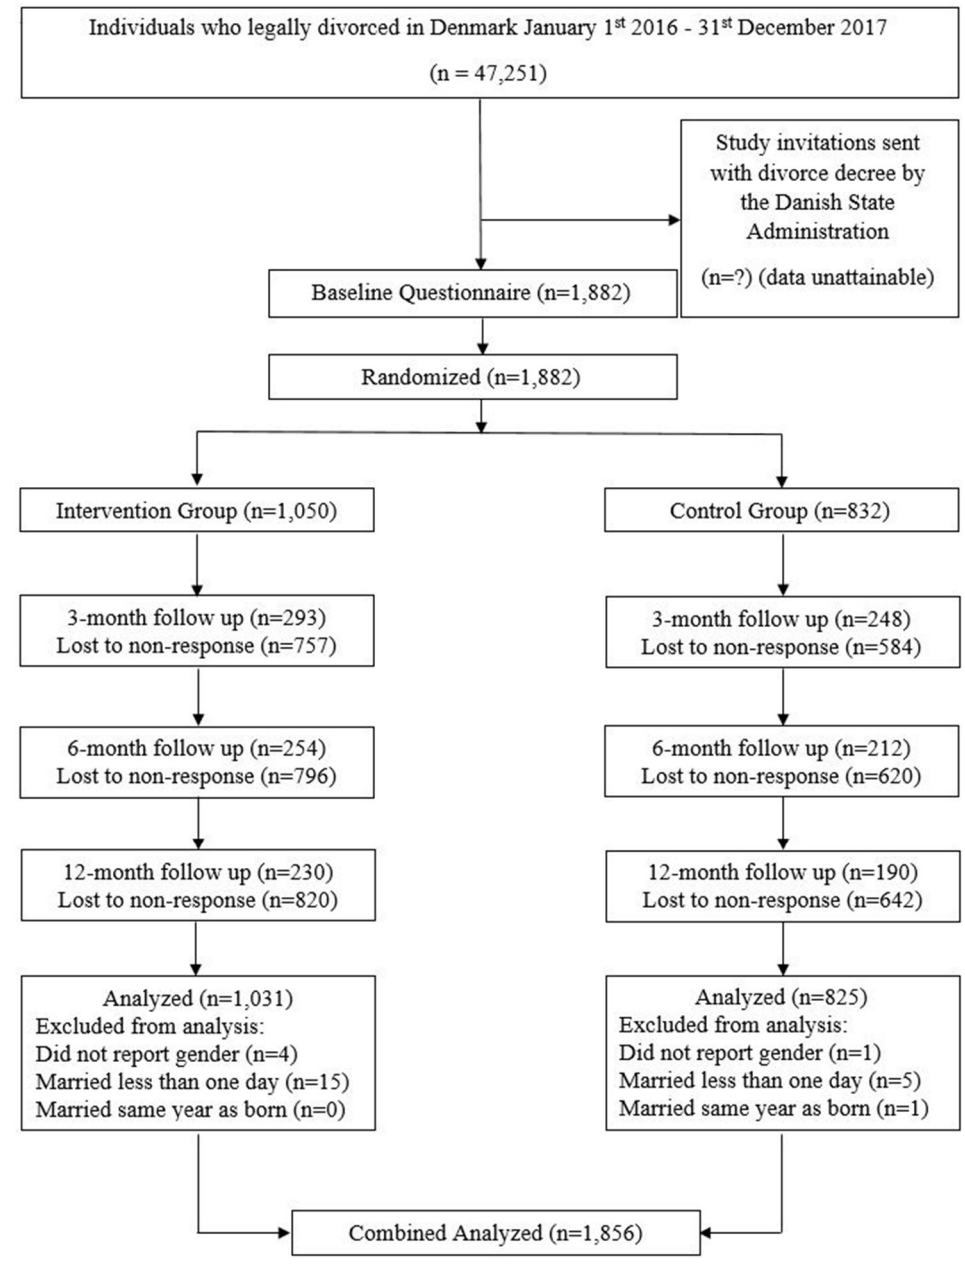 Individuals who legally divorced in Denmark January 1st 2016 - 31st December 2017
(n = 47,251)
Study invitations sent
with divorce decree by
the Danish State
Administration
(n=?) (data unattainable)
Baseline Questionnaire (n=1,882)
Randomized (n=1,882)
Intervention Group (n=1,050)
Control Group (n=832)
3-month follow up (n=293)
Lost to non-response (n=757)
3-month follow up (n=248)
Lost to non-response (n=584)
6-month follow up (n=254)
Lost to non-response (n=796)
6-month follow up (n=212)
Lost to non-response (n=620)
12-month follow up (n=230)
Lost to non-response (n=820)
12-month follow up (n=190)
Lost to non-response (n=642)
Analyzed (n=1,031)
Excluded from analysis:
Did not report gender (n=4)
Married less than one day (n=15)
Married same year as born (n=0)
Analyzed (n=825)
Excluded from analysis:
Did not report gender (n=1)
Married less than one day (n=5)
Married same year as born (n=1)
Combined Analyzed (n=1,856)